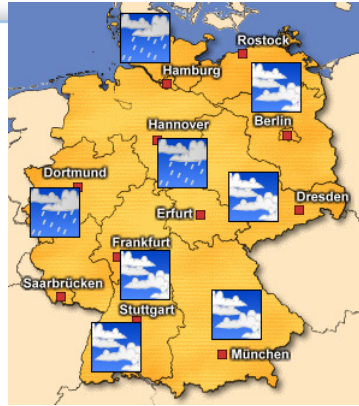 Rostock
Hamburg
Berlin
Hannover
Dortmund
Dresden
Erfurt
Frankfurt
Saarbrücken
Stuttgart
München